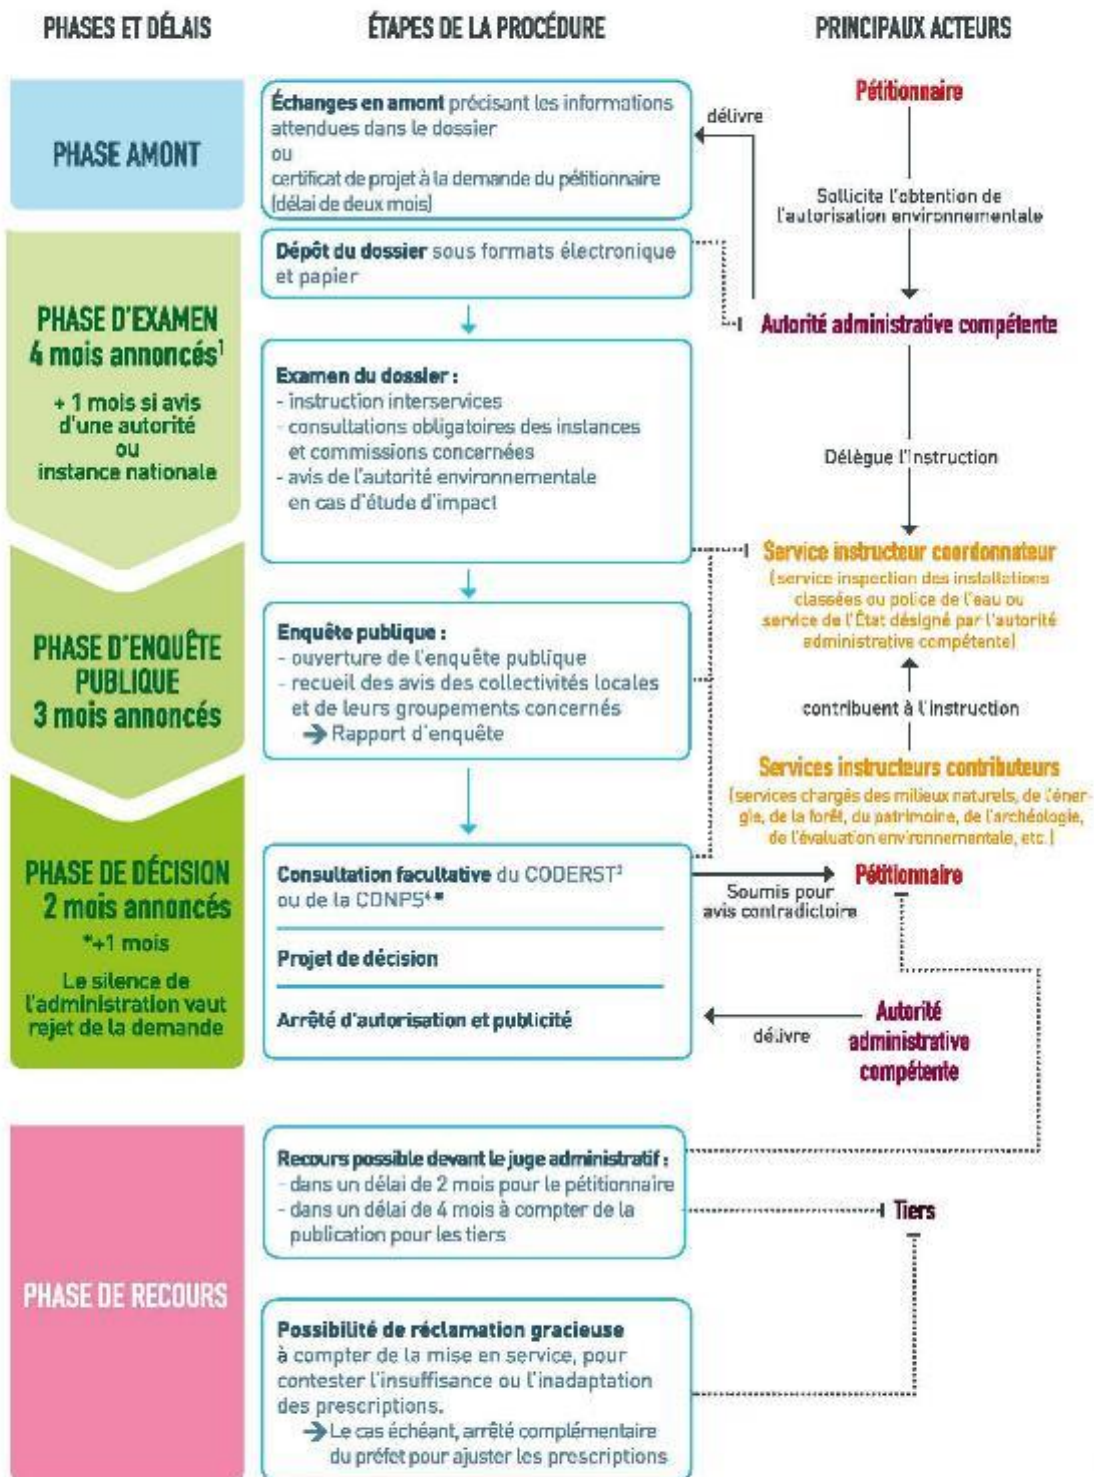 PHASES ET DÉLAIS
ÉTAPES DE LA PROCÉDURE
PRINCIPAUX ACTEURS
PHASE AMONT
Échanges en amont précisant les informations
attendues dans le dossier
ou
certificat de projet à la demande du pétitionnaire
(délai de deux mois)
délivre
Pétitionnaire
Sollicite l'obtention de
l'autorisation environnementale
Dépôt du dossier sous formats électronique
et papier
Autorité administrative compétente
PHASE D'EXAMEN
4 mois annoncés¹
+ 1 mois si avis
d'une autorité
ou
instance nationale
Examen du dossier :
- instruction interservices
- consultations obligatoires des instances
et commissions concernées
- avis de l'autorité environnementale
en cas d'étude d'impact
Délègue l'instruction
Service instructeur coordonnateur
(service inspection des installations
classées ou police de l'eau ou
service de l'État désigné par l'autorité
administrative compétente)
PHASE D'ENQUÊTE
PUBLIQUE
3 mois annoncés
Enquête publique :
- ouverture de l'enquête publique
- recueil des avis des collectivités locales
et de leurs groupements concernés
→ Rapport d'enquête
contribuent à l'instruction
Services instructeurs contributeurs
(services chargés des milieux naturels, de l'éner-
gie, de la forêt, du patrimoine, de l'archéologie,
de l'évaluation environnementale, etc.)
PHASE DE DÉCISION
2 mois annoncés
*+1 mois
Le silence de
l'administration vaut
rejet de la demande
Consultation facultative du CODERST
ou de la CDNPS
Projet de décision
Arrêté d'autorisation et publicité
Soumis pour
avis contradictoire
Pétitionnaire
délivre
Autorité
administrative
compétente
PHASE DE RECOURS
Recours possible devant le juge administratif :
- dans un délai de 2 mois pour le pétitionnaire
- dans un délai de 4 mois à compter de la
publication pour les tiers
Tiers
Possibilité de réclamation gracieuse
à compter de la mise en service, pour
contester l'insuffisance ou l'inadaptation
des prescriptions.
→ Le cas échéant, arrêté complémentaire
du préfet pour ajuster les prescriptions